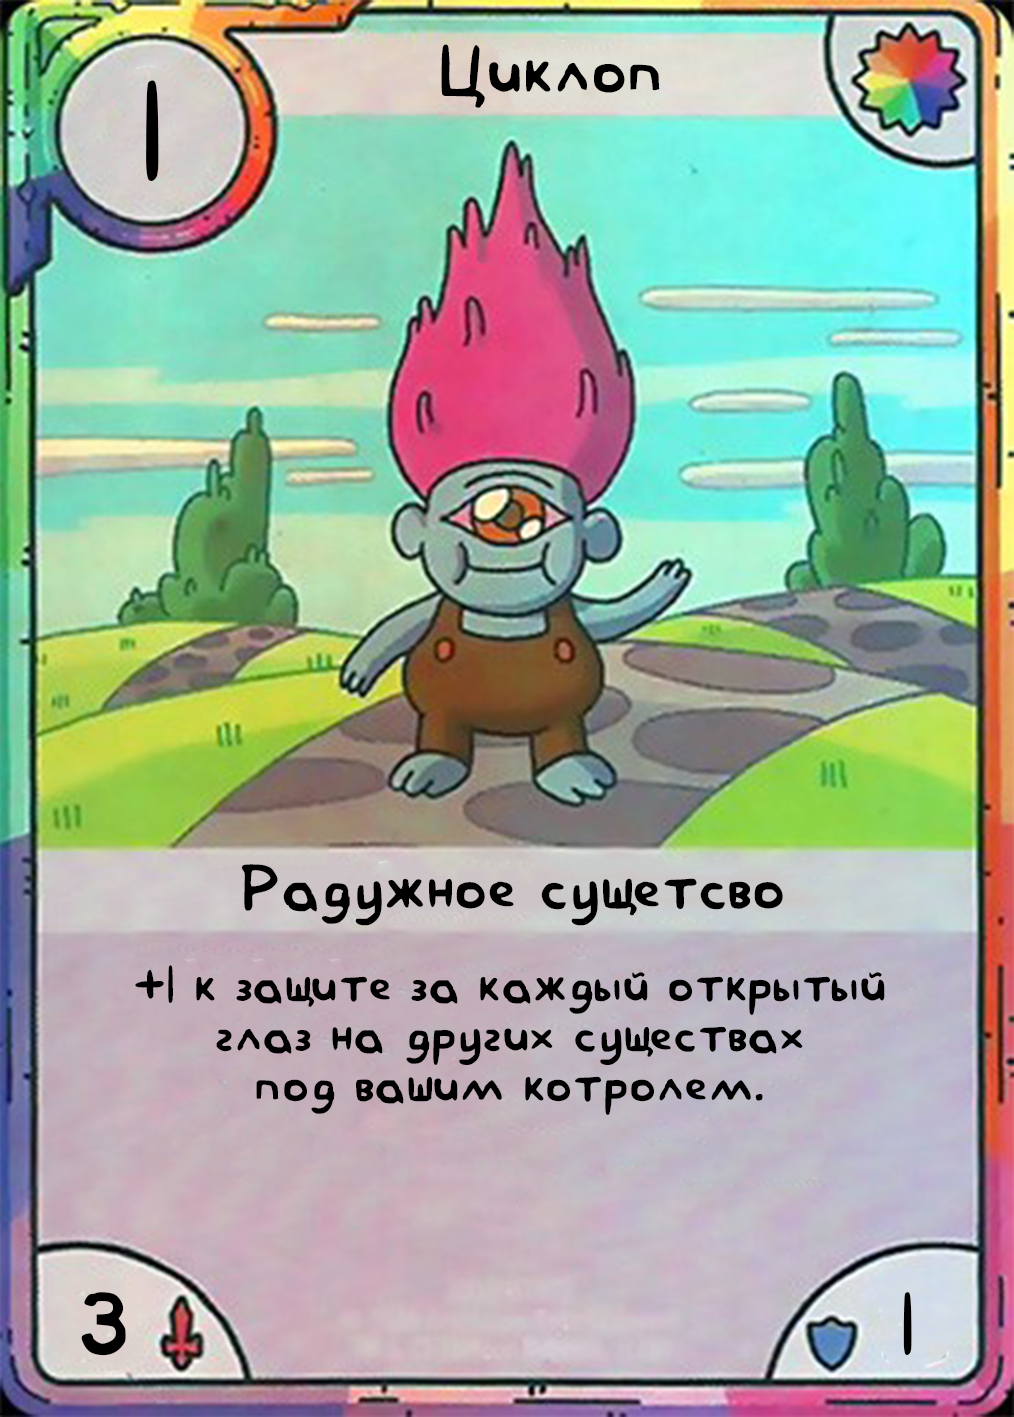 1
Циклоп
Радужное сущетсво
+1 к защите за каждый открытый
глаз на других существах
под вашим котролем.
3
1